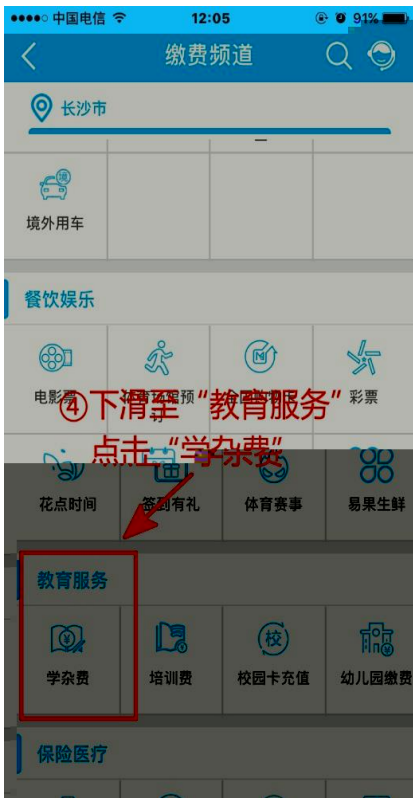 中国电信 12:05 91%
缴费频道
长沙市
境外用车
餐饮娱乐
电影票 彩票
④下滑至“教育服务”
点击“学杂费”
花点时间 签到有礼 体育赛事 易果生鲜
教育服务
学杂费 培训费 校园卡充值 幼儿园缴费
保险医疗